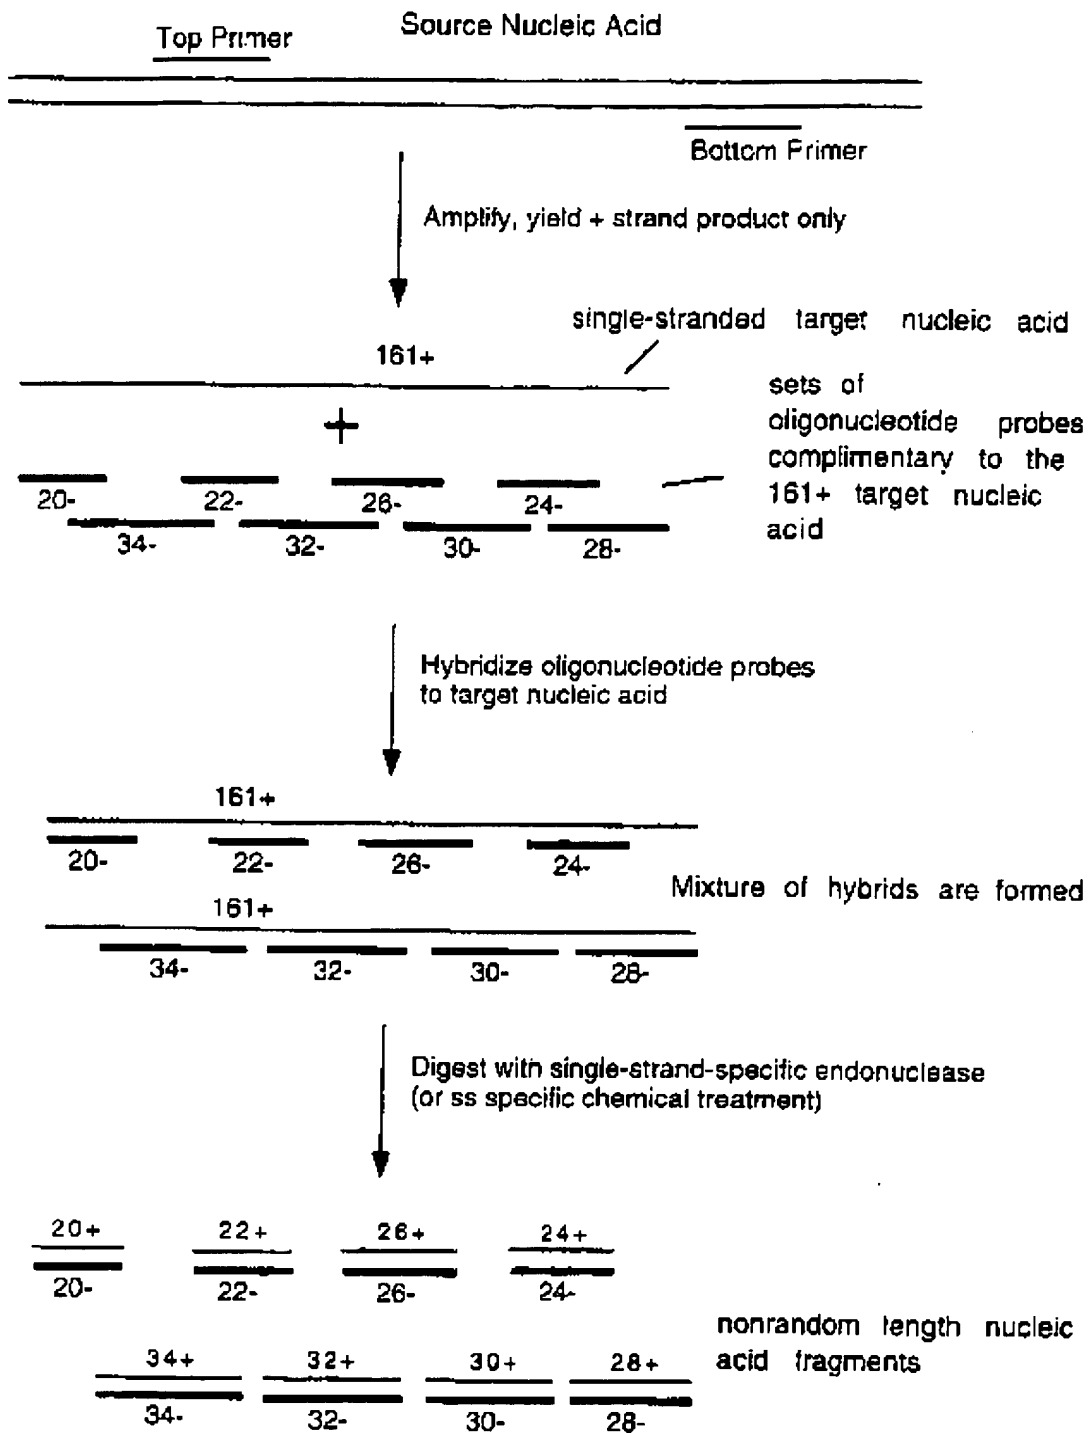 Source Nucleic Acid
Top Primer
Bottom Primer
Amplify, yield + strand product only
single-stranded target nucleic acid
161+
+
sets of
oligonucleotide probes
complimentary to the
161+ target nucleic
acid
20- 22- 26- 24-
34- 32- 30- 28-
Hybridize oligonucleotide probes
to target nucleic acid
161+
20- 22- 26- 24-
Mixture of hybrids are formed
161+
34- 32- 30- 28-
Digest with single-strand-specific endonuclease
(or ss specific chemical treatment)
20+ 22+ 26+ 24+
20- 22- 26- 24-
nonrandom length nucleic
acid fragments
34+ 32+ 30+ 28+
34- 32- 30- 28-